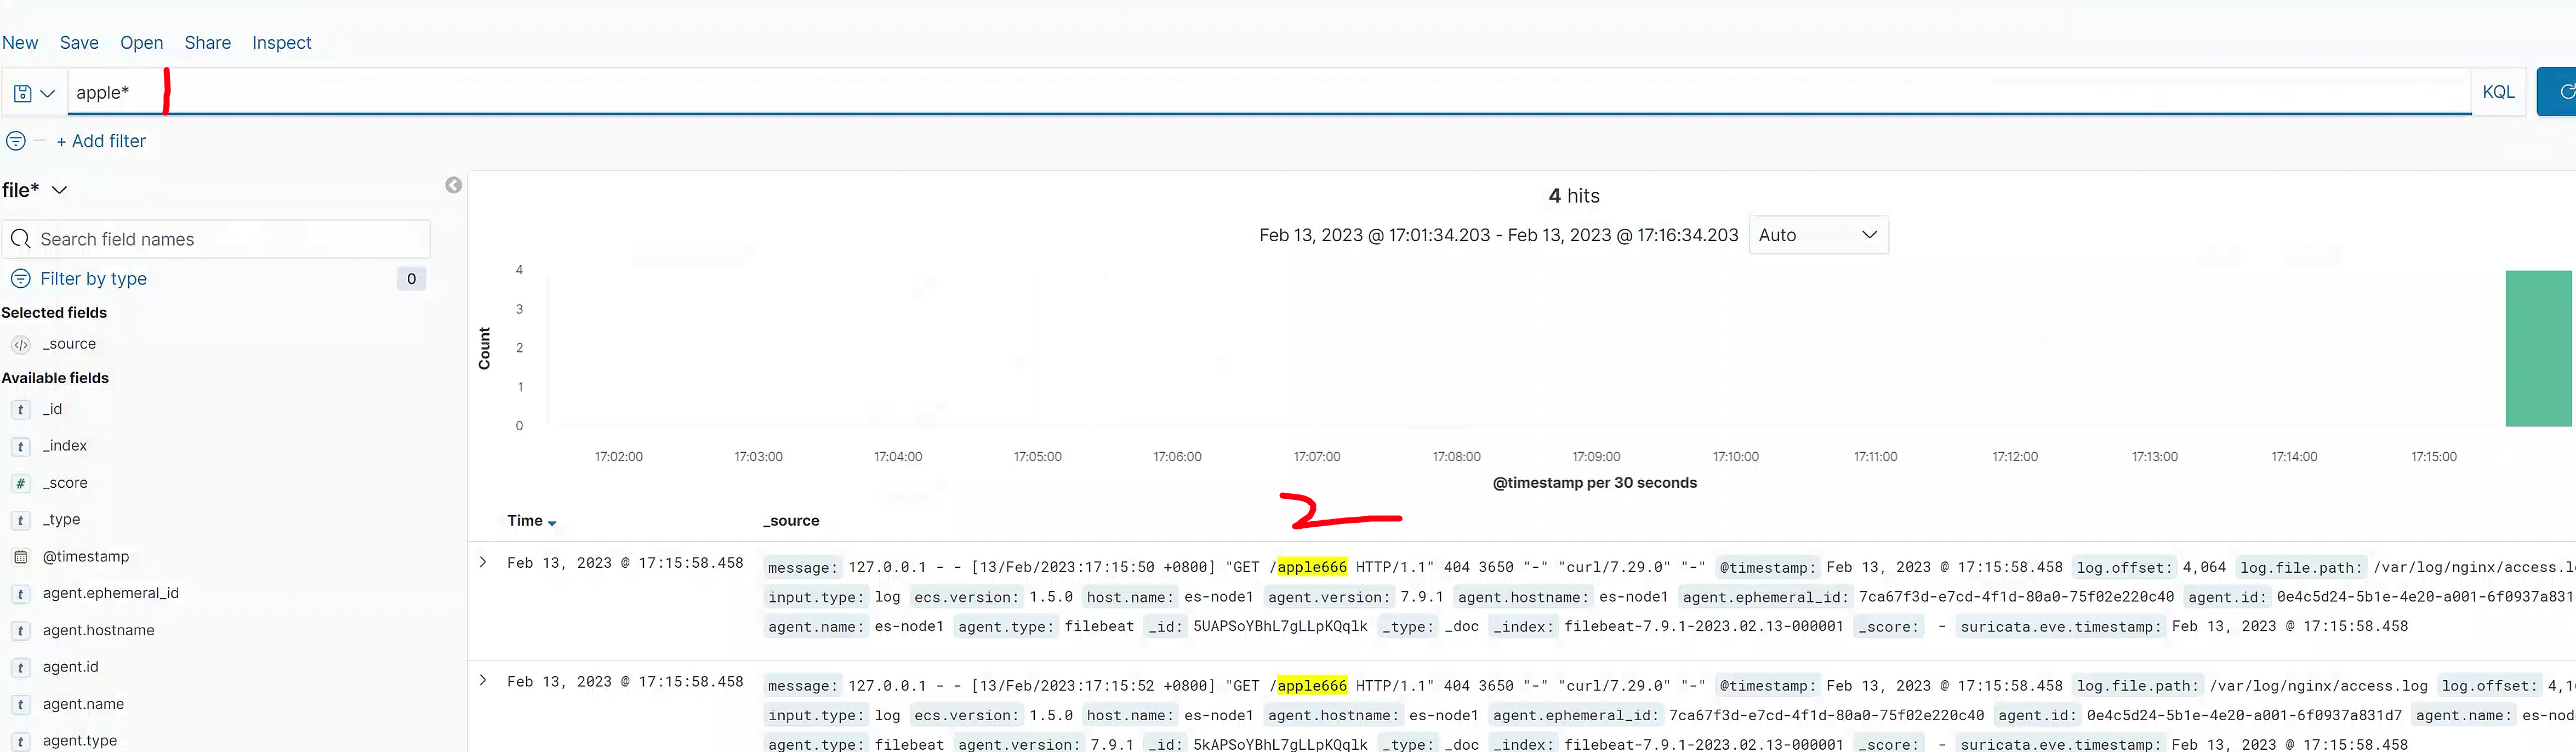 New Save Open Share Inspect
apple* KQL
+ Add filter
file*
Search field names
Filter by type 0
Selected fields
_source
Available fields
_id
_index
_score
_type
@timestamp
agent.ephemeral_id
agent.hostname
agent.id
agent.name
agent.type
4 hits
Feb 13, 2023 @ 17:01:34.203 - Feb 13, 2023 @ 17:16:34.203 Auto
Count
4
3
2
1
0
17:02:00 17:03:00 17:04:00 17:05:00 17:06:00 17:07:00 17:08:00 17:09:00 17:10:00 17:11:00 17:12:00 17:13:00 17:14:00 17:15:00
@timestamp per 30 seconds
1
2
Time _source
Feb 13, 2023 @ 17:15:58.458 message: 127.0.0.1 - - [13/Feb/2023:17:15:50 +0800] "GET /apple666 HTTP/1.1" 404 3650 "-" "curl/7.29.0" "-" @timestamp: Feb 13, 2023 @ 17:15:58.458 log.offset: 4,064 log.file.path: /var/log/nginx/access.l
input.type: log ecs.version: 1.5.0 host.name: es-node1 agent.version: 7.9.1 agent.hostname: es-node1 agent.ephemeral_id: 7ca67f3d-e7cd-4f1d-80a0-75f02e220c40 agent.id: 0e4c5d24-5b1e-4e20-a001-6f0937a831
agent.name: es-node1 agent.type: filebeat _id: 5UAPSoYBhL7gLLpKQqlk _type: _doc _index: filebeat-7.9.1-2023.02.13-000001 _score: - suricata.eve.timestamp: Feb 13, 2023 @ 17:15:58.458
Feb 13, 2023 @ 17:15:58.458 message: 127.0.0.1 - - [13/Feb/2023:17:15:52 +0800] "GET /apple666 HTTP/1.1" 404 3650 "-" "curl/7.29.0" "-" @timestamp: Feb 13, 2023 @ 17:15:58.458 log.file.path: /var/log/nginx/access.log log.offset: 4,1
input.type: log ecs.version: 1.5.0 host.name: es-node1 agent.hostname: es-node1 agent.ephemeral_id: 7ca67f3d-e7cd-4f1d-80a0-75f02e220c40 agent.id: 0e4c5d24-5b1e-4e20-a001-6f0937a831d7 agent.name: es-nod
agent.type: filebeat agent.version: 7.9.1 _id: 5kAPSoYBhL7gLLpKQqlk _type: _doc _index: filebeat-7.9.1-2023.02.13-000001 _score: - suricata.eve.timestamp: Feb 13, 2023 @ 17:15:58.458